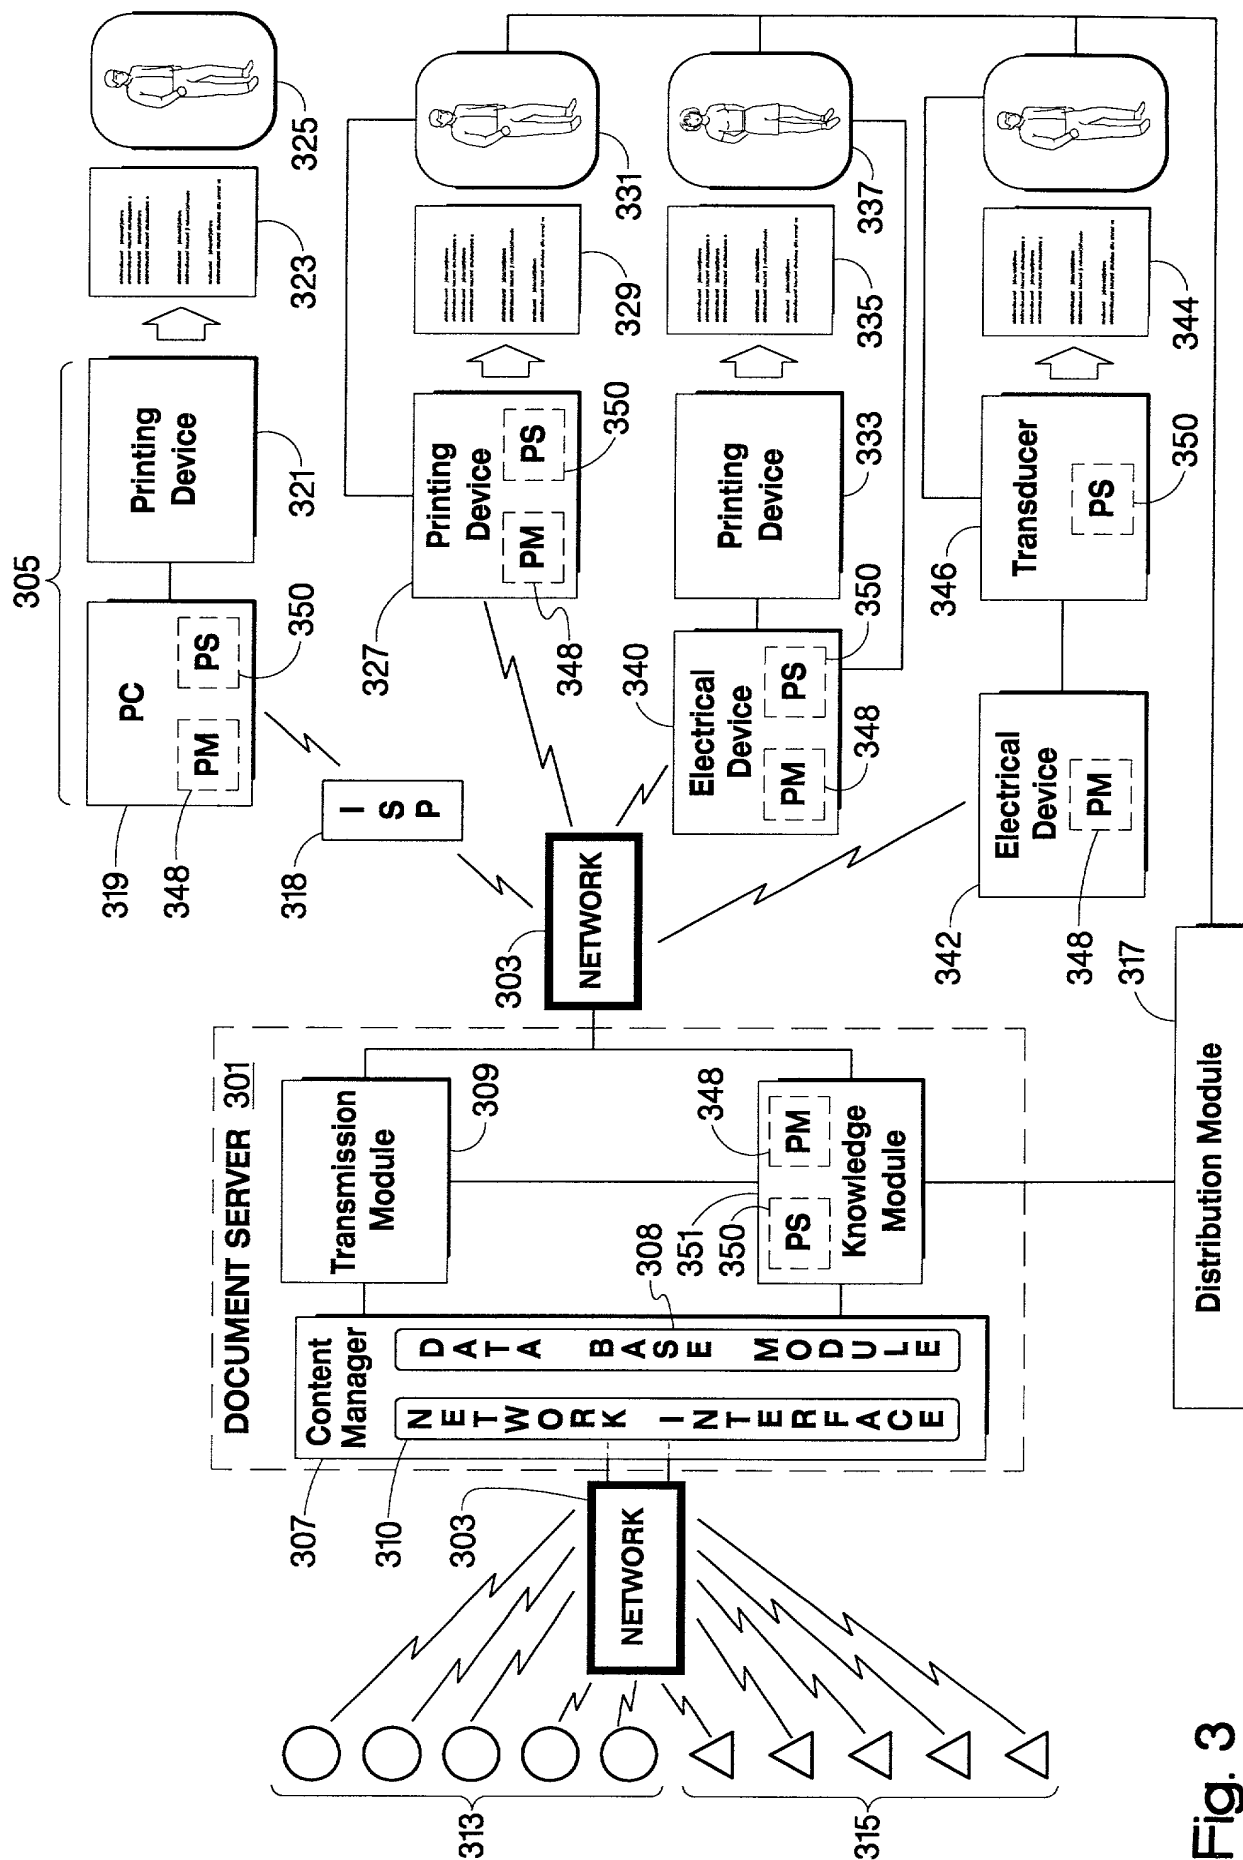 305
319
348
PC
PM
PS
350
Printing
Device
321
323
325
318
I S P
327
Printing
Device
PM
PS
348
350
329
331
303
NETWORK
340
Electrical
Device
PM
PS
348
350
Printing
Device
333
335
337
342
Electrical
Device
PM
348
346
Transducer
PS
350
344
DOCUMENT SERVER 301
307
310
Content
Manager
NETWORK INTERFACE
DATA BASE MODULE
308
Transmission
Module
309
351
350
348
PS
PM
Knowledge
Module
303
NETWORK
313
315
317
Distribution Module
Fig. 3